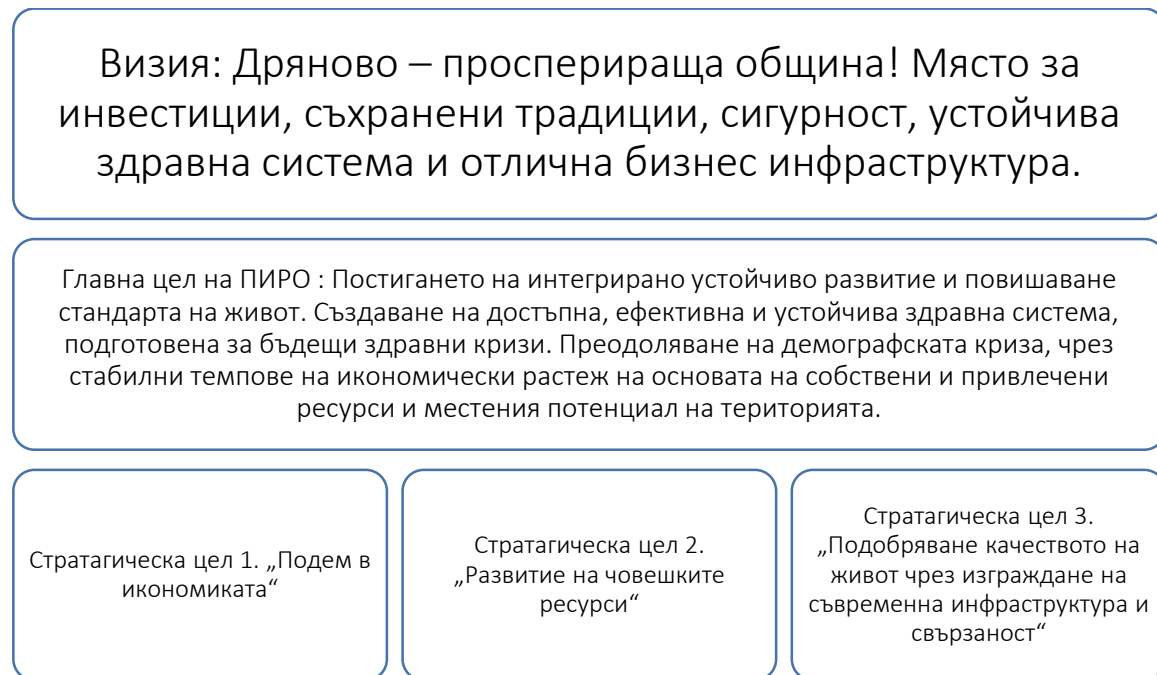 Визия: Дряново – просперираща община! Място за
инвестиции, съхранени традиции, сигурност, устойчива
здравна система и отлична бизнес инфраструктура.
Главна цел на ПИРО : Постигането на интегрирано устойчиво развитие и повишаване
стандарта на живот. Създаване на достъпна, ефективна и устойчива здравна система,
подготовена за бъдещи здравни кризи. Преодоляване на демографската криза, чрез
стабилни темпове на икономически растеж на основата на собствени и привлечени
ресурси и местения потенциал на територията.
Стратагическа цел 1. „Подем в
икономиката“
Стратагическа цел 2.
„Развитие на човешките
ресурси“
Стратагическа цел 3.
„Подобряване качеството на
живот чрез изграждане на
съвременна инфраструктура и
свързаност“